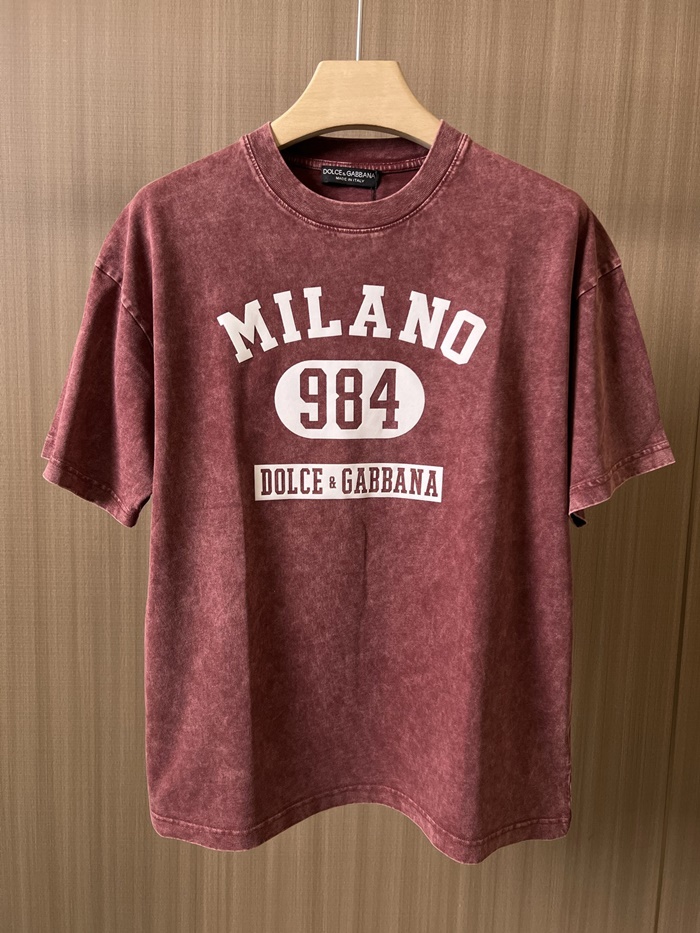 DOLCE & GABBANA
MADE IN ITALY
MILANO
984
DOLCE & GABBANA